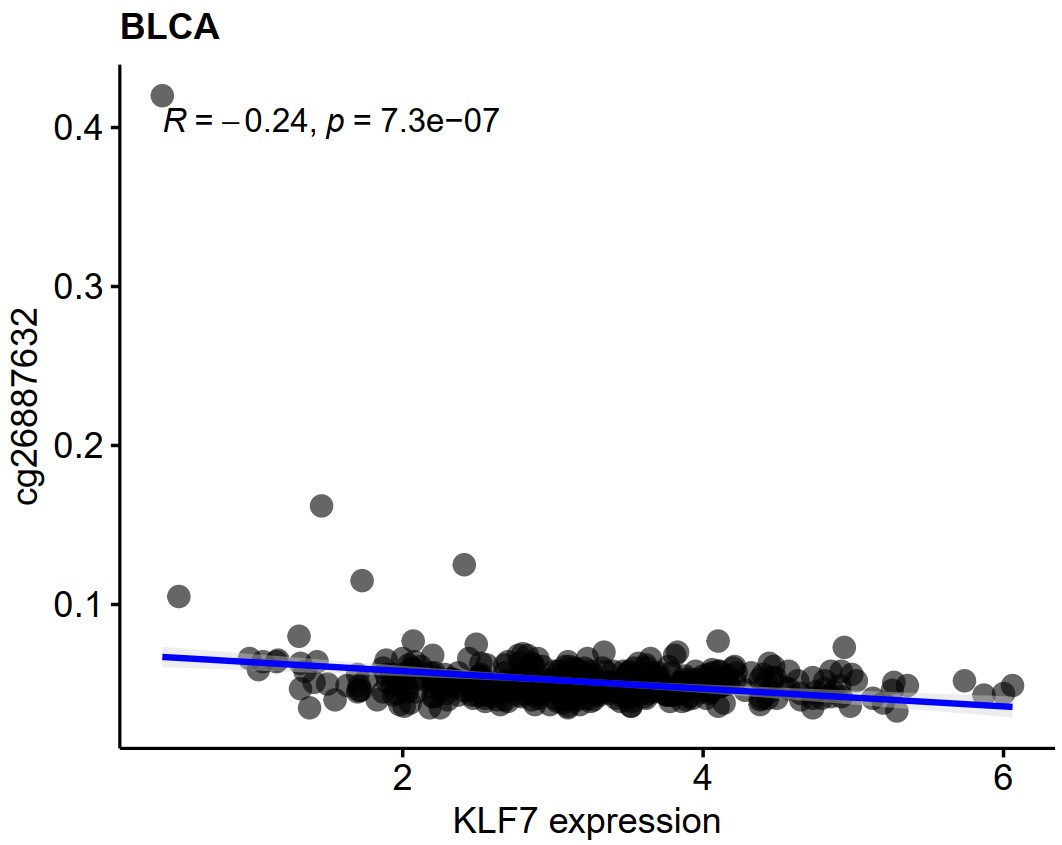 BLCA
R = −0.24, p = 7.3e−07
cg26887632
0.4
0.3
0.2
0.1
2 4 6
KLF7 expression